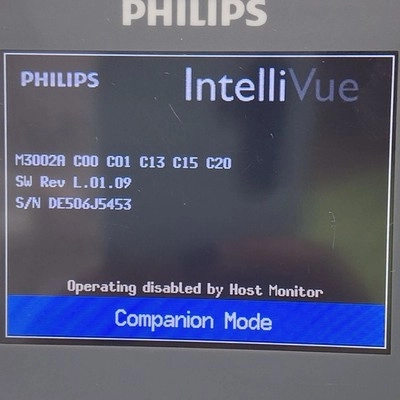 PHILIPS
PHILIPS IntelliVue
M3002A C00 C01 C13 C15 C20
SW Rev L.01.09
S/N DE506J5453
Operating disabled by Host Monitor
Companion Mode